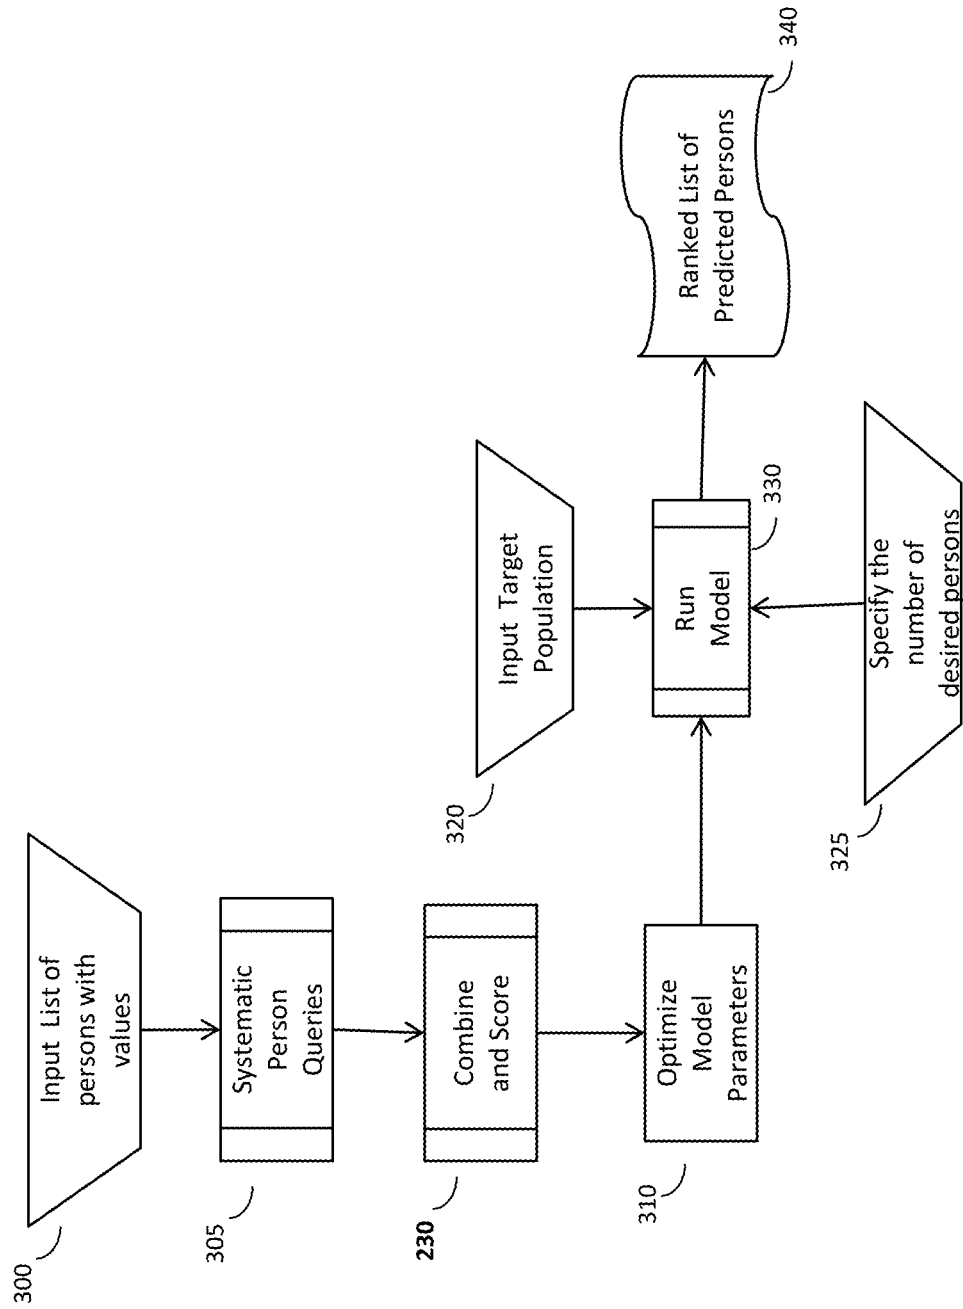 Input List of
persons with
values
300
Systematic
Person
Queries
305
Combine
and Score
230
Optimize
Model
Parameters
310
Input Target
Population
320
Run
Model
330
Specify the
number of
desired persons
325
Ranked List of
Predicted Persons
340